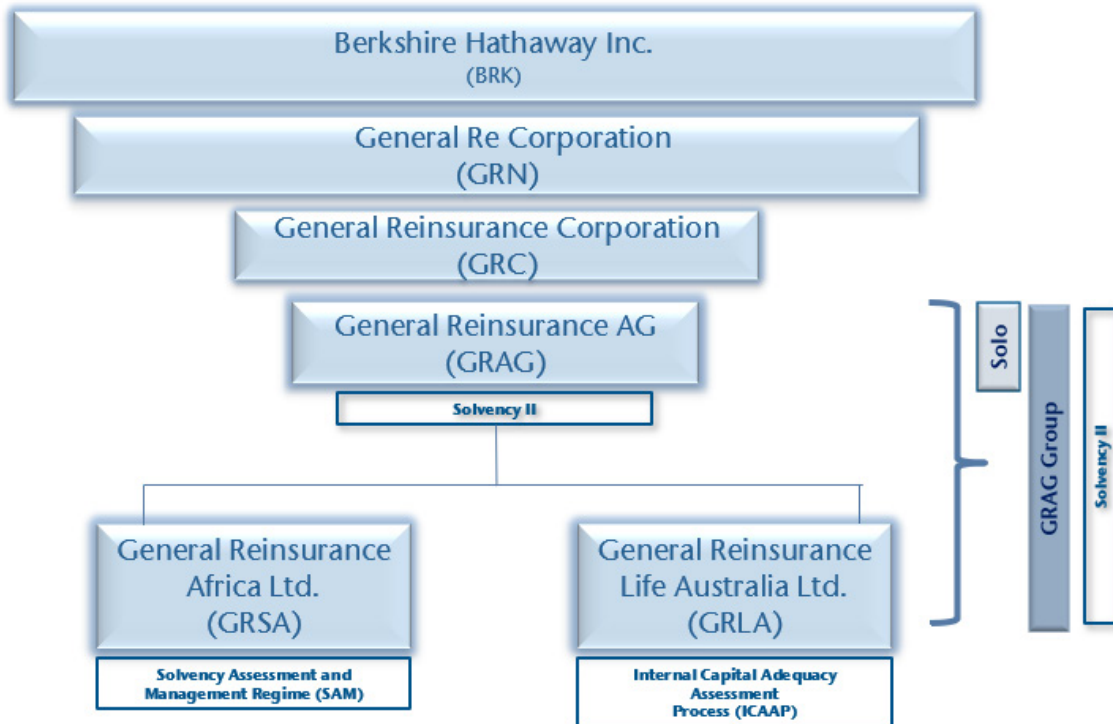 Berkshire Hathaway Inc.
(BRK)
General Re Corporation
(GRN)
General Reinsurance Corporation
(GRC)
General Reinsurance AG
(GRAG)
Solvency II
General Reinsurance
Africa Ltd.
(GRSA)
Solvency Assessment and
Management Regime (SAM)
General Reinsurance
Life Australia Ltd.
(GRLA)
Internal Capital Adequacy
Assessment
Process (ICAAP)
Solo
GRAG Group
Solvency II